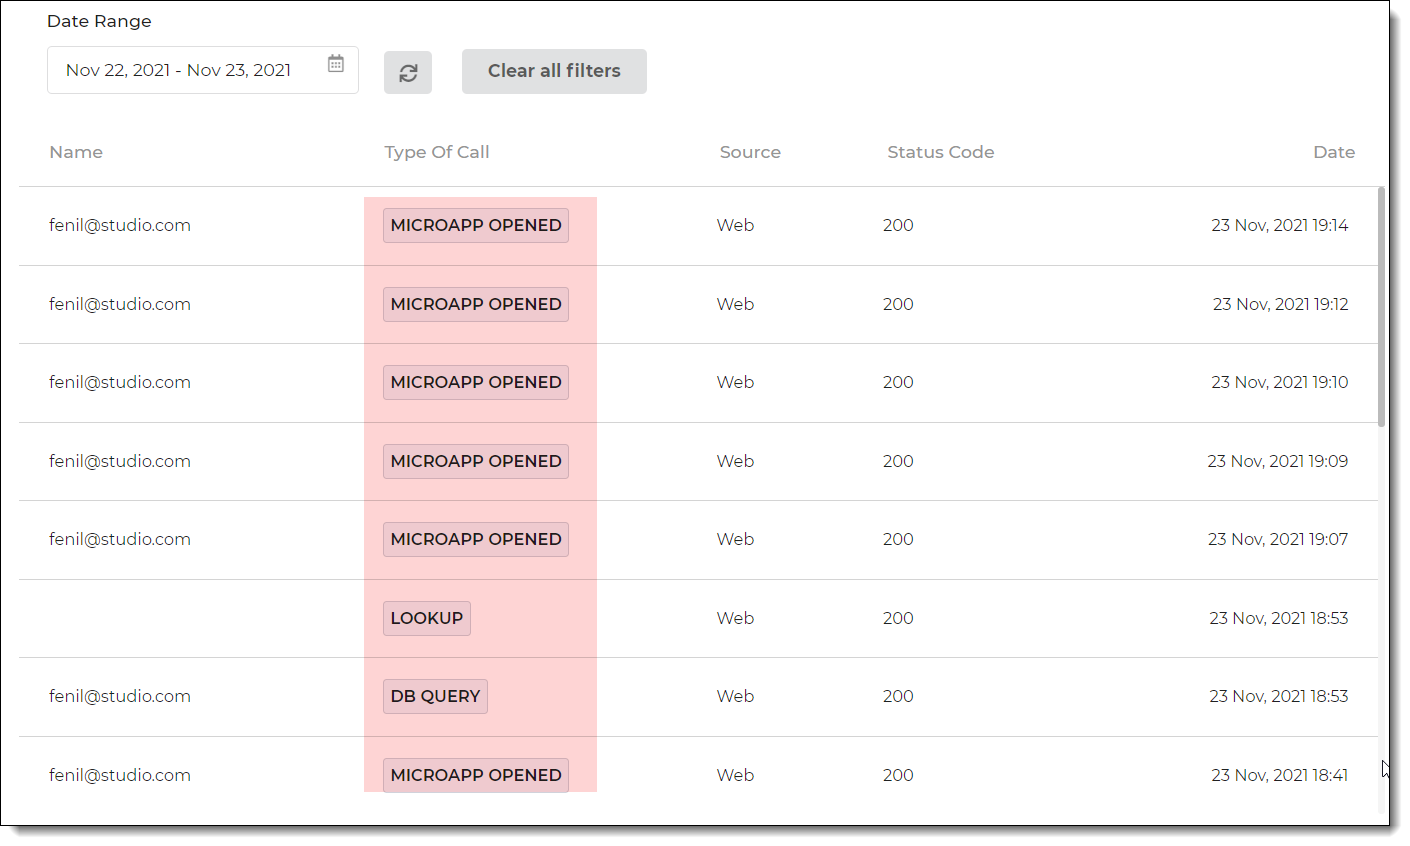 Date Range
Nov 22, 2021 - Nov 23, 2021 Clear all filters
Name Type Of Call Source Status Code Date
fenil@studio.com MICROAPP OPENED Web 200 23 Nov, 2021 19:14
fenil@studio.com MICROAPP OPENED Web 200 23 Nov, 2021 19:12
fenil@studio.com MICROAPP OPENED Web 200 23 Nov, 2021 19:10
fenil@studio.com MICROAPP OPENED Web 200 23 Nov, 2021 19:09
fenil@studio.com MICROAPP OPENED Web 200 23 Nov, 2021 19:07
LOOKUP Web 200 23 Nov, 2021 18:53
fenil@studio.com DB QUERY Web 200 23 Nov, 2021 18:53
fenil@studio.com MICROAPP OPENED Web 200 23 Nov, 2021 18:41